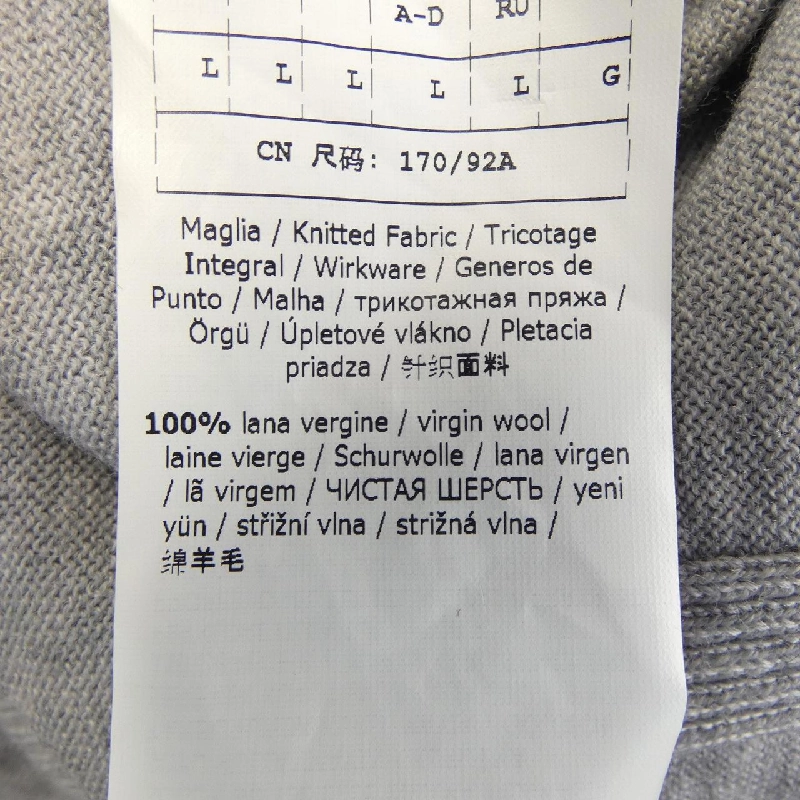 A-D RU
L L L L L G
CN 尺码: 170/92A
Maglia / Knitted Fabric / Tricotage
Integral / Wirkware / Generos de
Punto / Malha / трикотажная пряжа /
Örgü / Úpletové vlákno / Pletacia
priadza / 针织面料
100% lana vergine / virgin wool /
laine vierge / Schurwolle / lana virgen
/ lã virgem / ЧИСТАЯ ШЕРСТЬ / yeni
yün / střižní vlna / strižná vlna /
绵羊毛